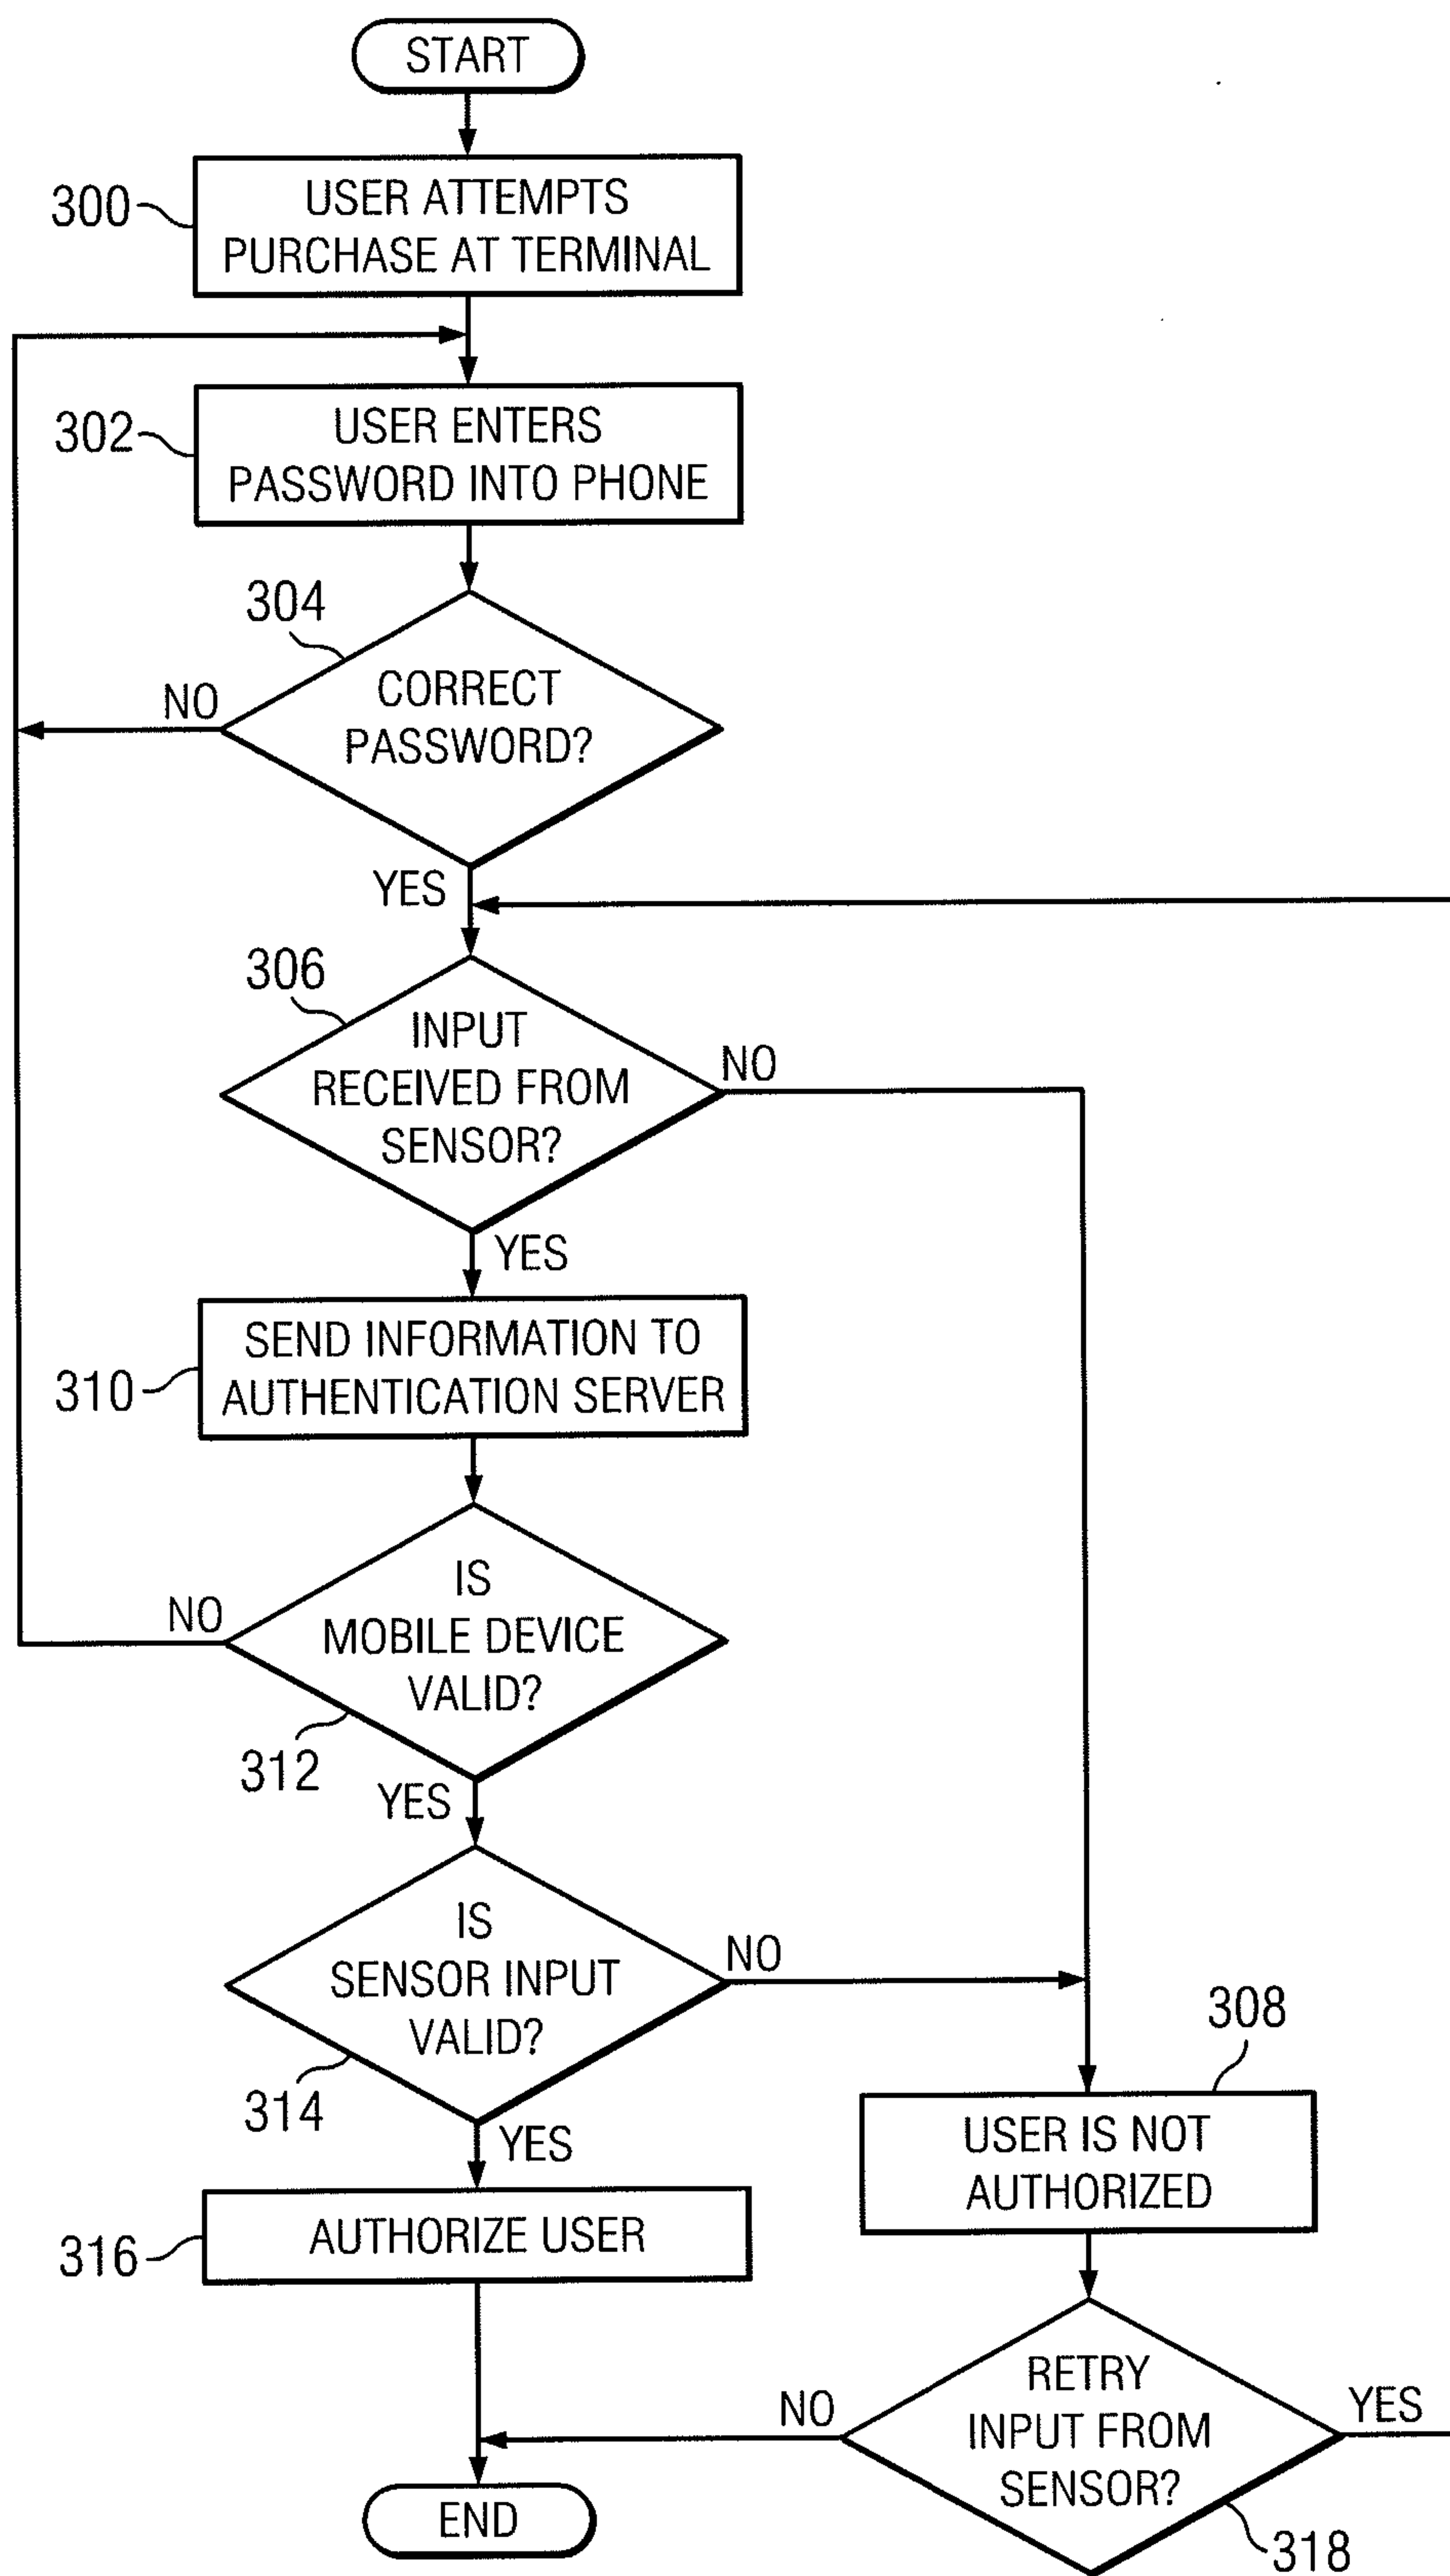 START
300
USER ATTEMPTS
PURCHASE AT TERMINAL
302
USER ENTERS
PASSWORD INTO PHONE
304
NO
CORRECT
PASSWORD?
YES
306
INPUT
RECEIVED FROM
SENSOR?
NO
YES
310
SEND INFORMATION TO
AUTHENTICATION SERVER
NO
IS
MOBILE DEVICE
VALID?
312
YES
IS
SENSOR INPUT
VALID?
NO
314
YES
308
USER IS NOT
AUTHORIZED
316
AUTHORIZE USER
NO
RETRY
INPUT FROM
SENSOR?
YES
318
END